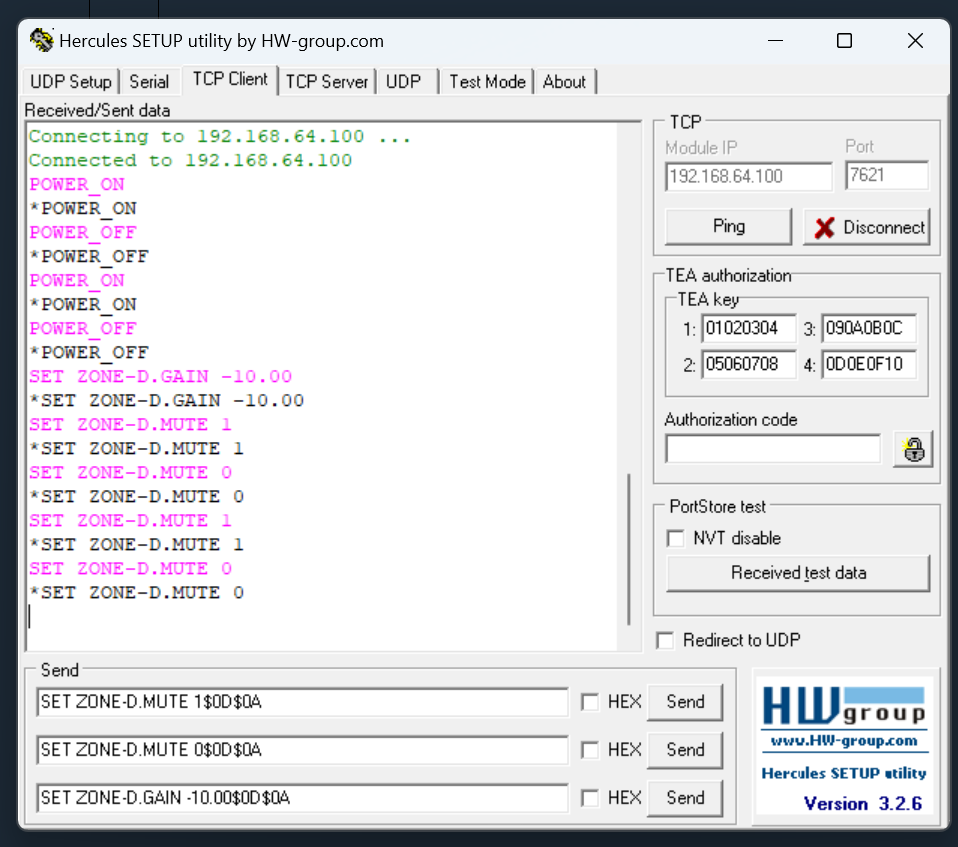 Hercules SETUP utility by HW-group.com
UDP Setup Serial TCP Client TCP Server UDP Test Mode About
Received/Sent data
Connecting to 192.168.64.100 ...
Connected to 192.168.64.100
POWER_ON
*POWER_ON
POWER_OFF
*POWER_OFF
POWER_ON
*POWER_ON
POWER_OFF
*POWER_OFF
SET ZONE-D.GAIN -10.00
*SET ZONE-D.GAIN -10.00
SET ZONE-D.MUTE 1
*SET ZONE-D.MUTE 1
SET ZONE-D.MUTE 0
*SET ZONE-D.MUTE 0
SET ZONE-D.MUTE 1
*SET ZONE-D.MUTE 1
SET ZONE-D.MUTE 0
*SET ZONE-D.MUTE 0
TCP
Module IP Port
192.168.64.100 7621
Ping Disconnect
TEA authorization
TEA key
1: 01020304 3: 090A0B0C
2: 05060708 4: 0D0E0F10
Authorization code
PortStore test
NVT disable
Received test data
Redirect to UDP
Send
SET ZONE-D.MUTE 1$0D$0A HEX Send
SET ZONE-D.MUTE 0$0D$0A HEX Send
SET ZONE-D.GAIN -10.00$0D$0A HEX Send
HW group
www.HW-group.com
Hercules SETUP utility
Version 3.2.6